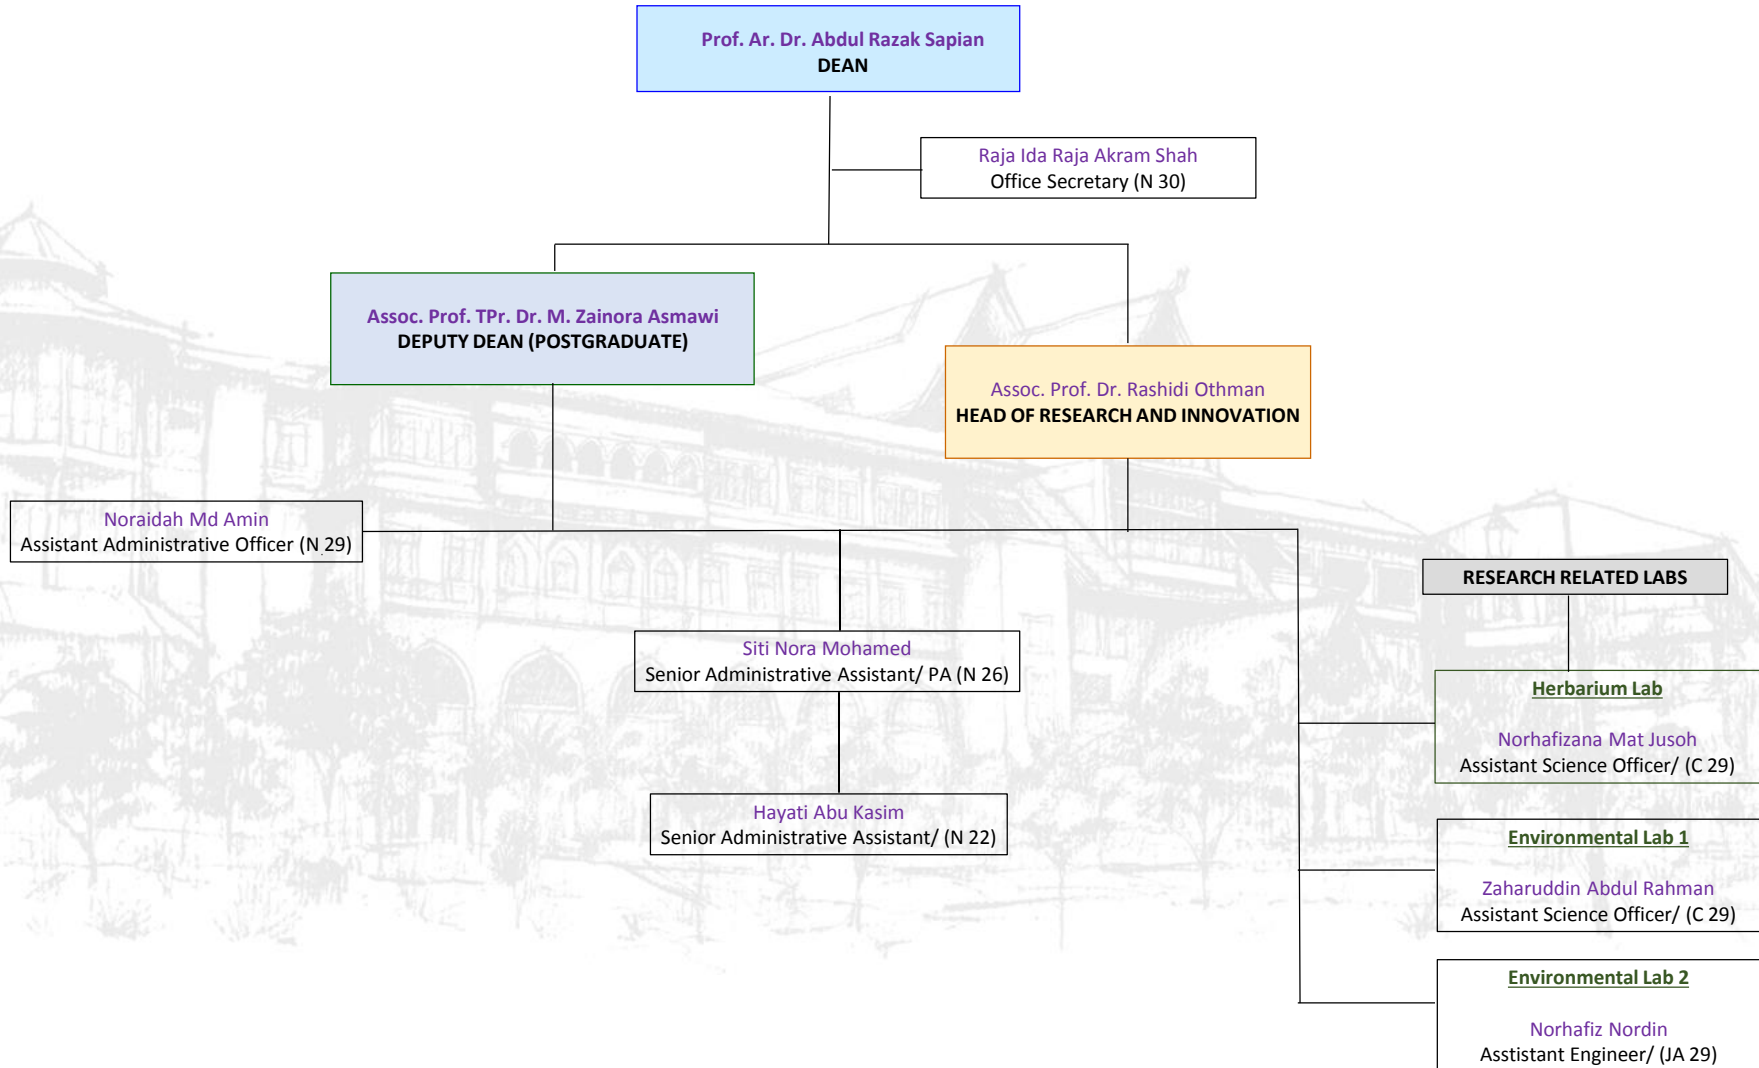 Prof. Ar. Dr. Abdul Razak Sapian
DEAN
Raja Ida Raja Akram Shah
Office Secretary (N 30)
Assoc. Prof. TPr. Dr. M. Zainora Asmawi
DEPUTY DEAN (POSTGRADUATE)
Assoc. Prof. Dr. Rashidi Othman
HEAD OF RESEARCH AND INNOVATION
Noraidah Md Amin
Assistant Administrative Officer (N 29)
Siti Nora Mohamed
Senior Administrative Assistant/ PA (N 26)
Hayati Abu Kasim
Senior Administrative Assistant/ (N 22)
RESEARCH RELATED LABS
Herbarium Lab
Norhafizana Mat Jusoh
Assistant Science Officer/ (C 29)
Environmental Lab 1
Zaharuddin Abdul Rahman
Assistant Science Officer/ (C 29)
Environmental Lab 2
Norhafiz Nordin
Asstistant Engineer/ (JA 29)